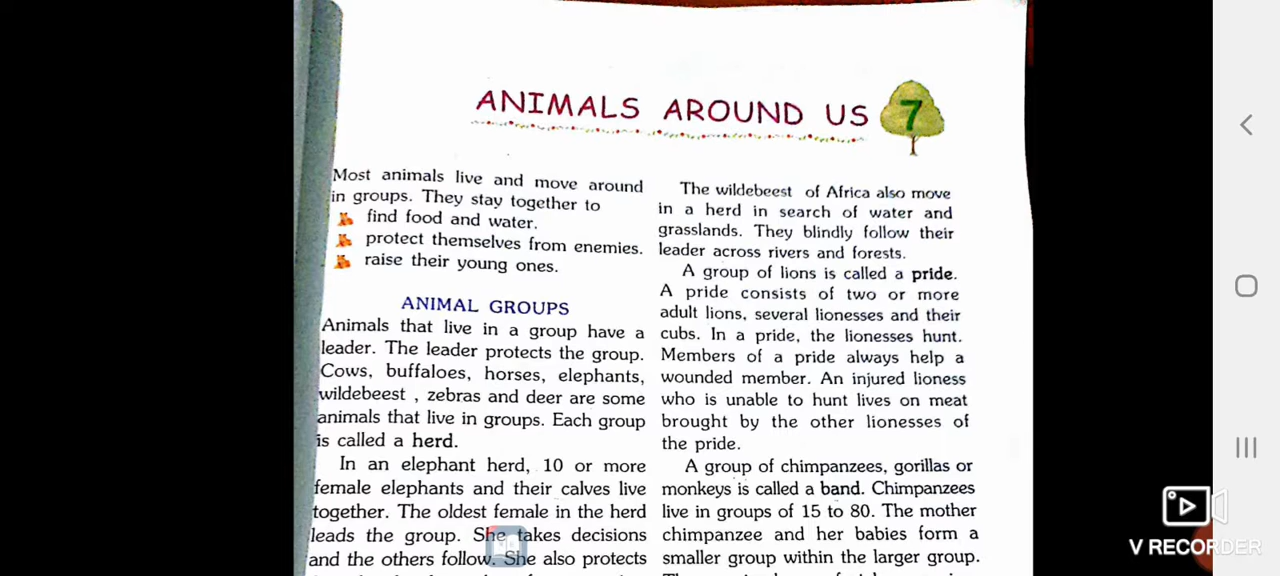 ANIMALS AROUND US 7
Most animals live and move around
in groups. They stay together to
find food and water.
protect themselves from enemies.
raise their young ones.
ANIMAL GROUPS
Animals that live in a group have a
leader. The leader protects the group.
Cows, buffaloes, horses, elephants,
wildebeest , zebras and deer are some
animals that live in groups. Each group
is called a herd.
In an elephant herd, 10 or more
female elephants and their calves live
together. The oldest female in the herd
leads the group. She takes decisions
and the others follow. She also protects
The wildebeest of Africa also move
in a herd in search of water and
grasslands. They blindly follow their
leader across rivers and forests.
A group of lions is called a pride.
A pride consists of two or more
adult lions, several lionesses and their
cubs. In a pride, the lionesses hunt.
Members of a pride always help a
wounded member. An injured lioness
who is unable to hunt lives on meat
brought by the other lionesses of
the pride.
A group of chimpanzees, gorillas or
monkeys is called a band. Chimpanzees
live in groups of 15 to 80. The mother
chimpanzee and her babies form a
smaller group within the larger group.
V RECORDER